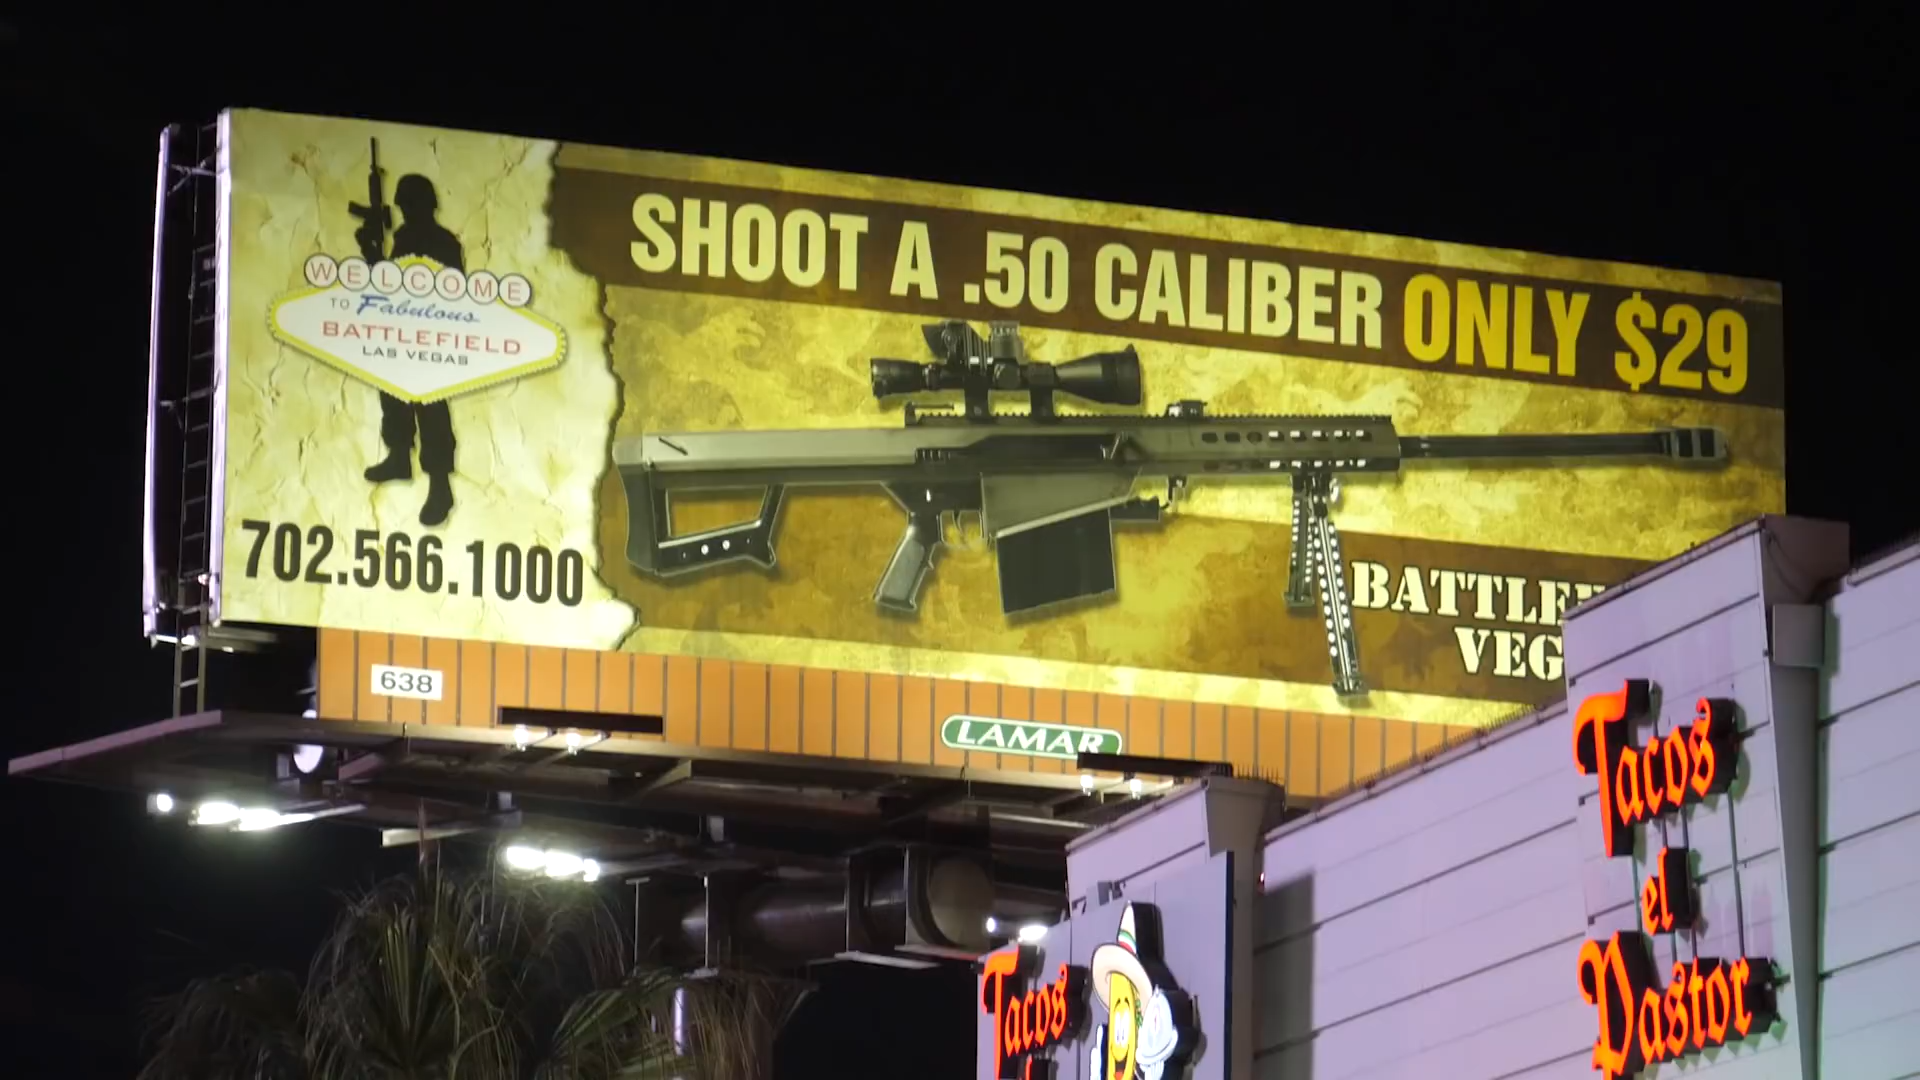 SHOOT A .50 CALIBER ONLY $29
WELCOME
TO Fabulous
BATTLEFIELD
LAS VEGAS
702.566.1000
638
LAMAR
Tacos
el
Pastor
Tacos